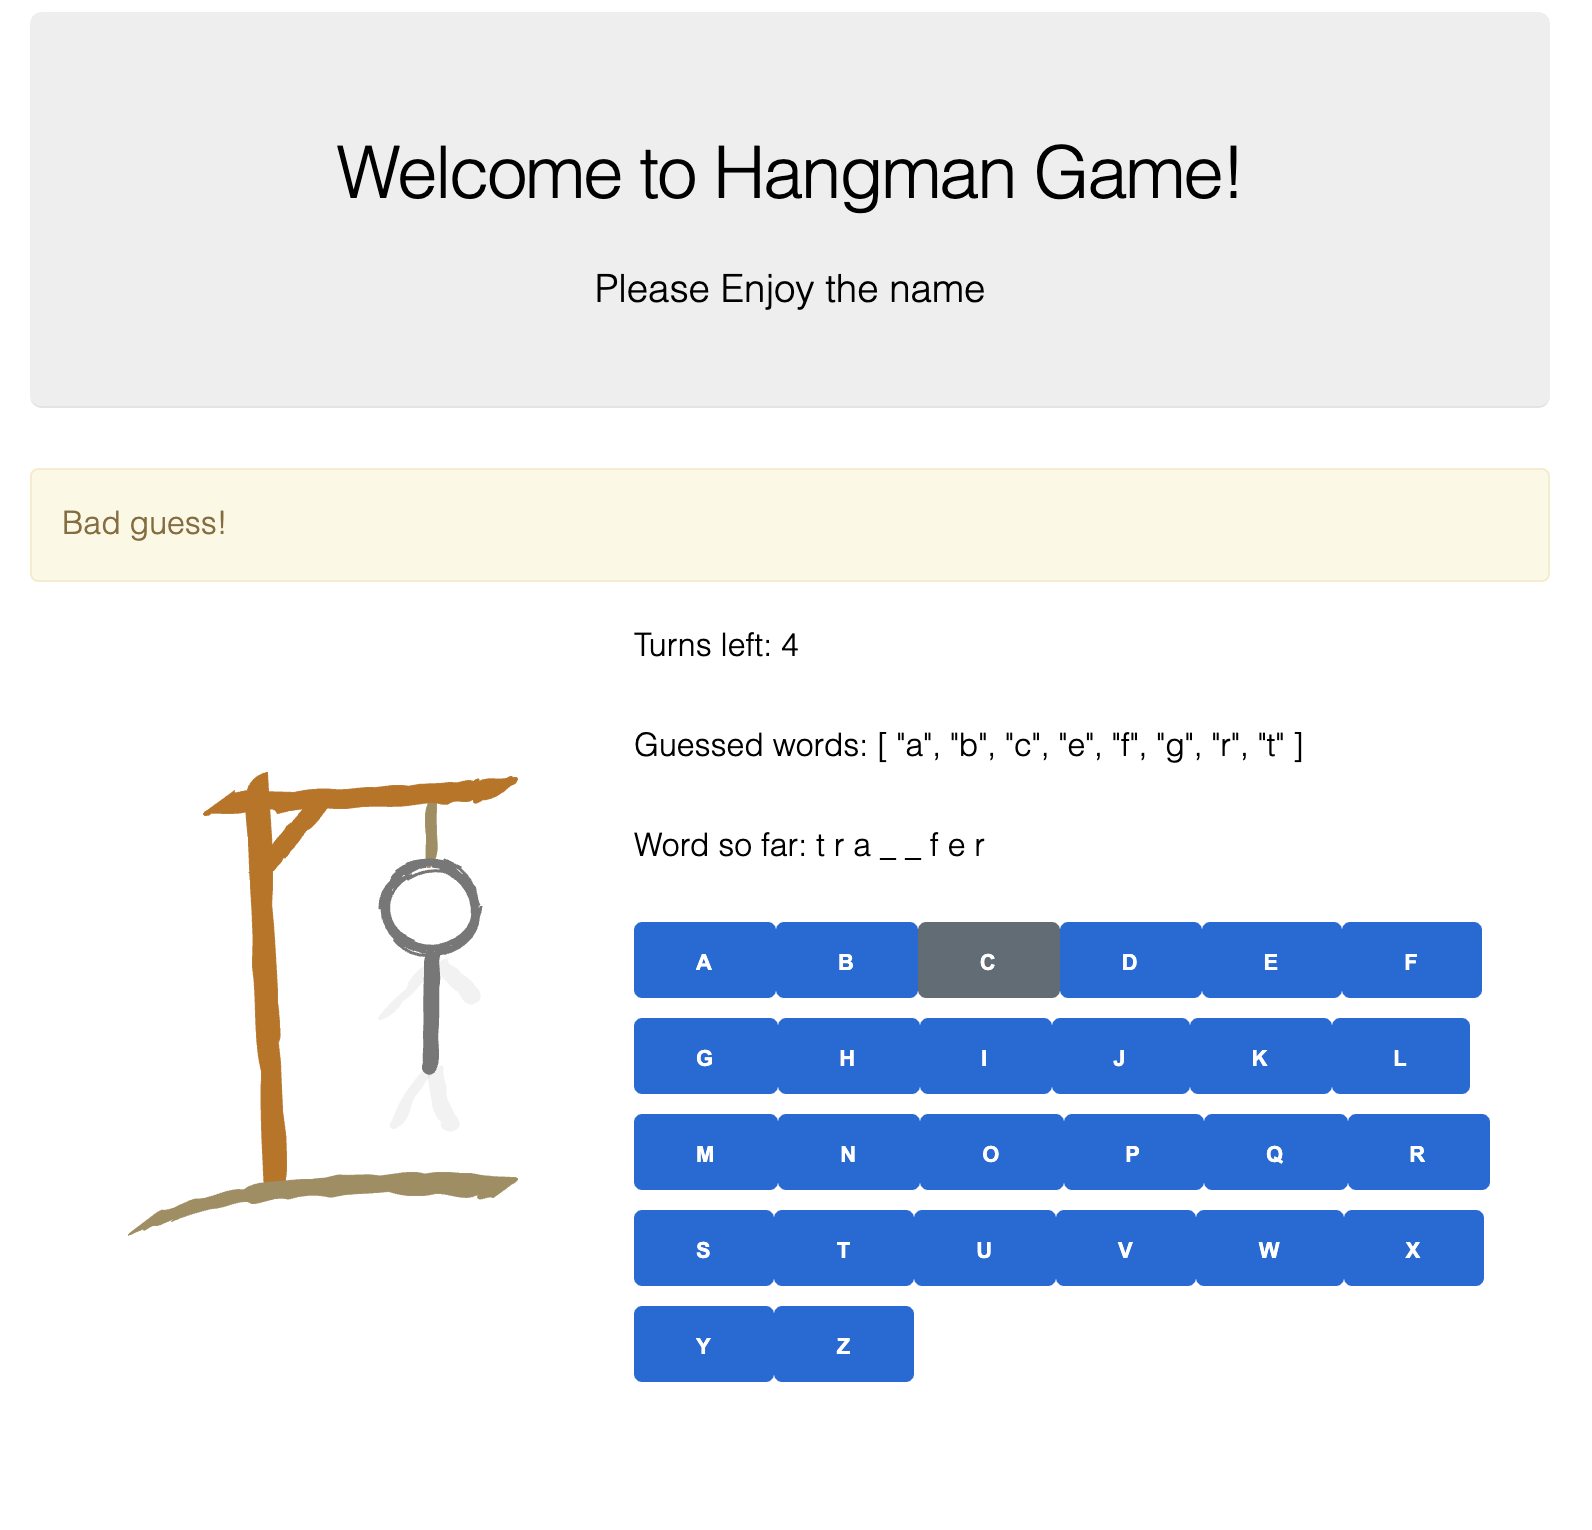 Welcome to Hangman Game!
Please Enjoy the name
Bad guess!
Turns left: 4
Guessed words: [ "a", "b", "c", "e", "f", "g", "r", "t" ]
Word so far: t r a _ _ f e r
A B C D E F
G H I J K L
M N O P Q R
S T U V W X
Y Z